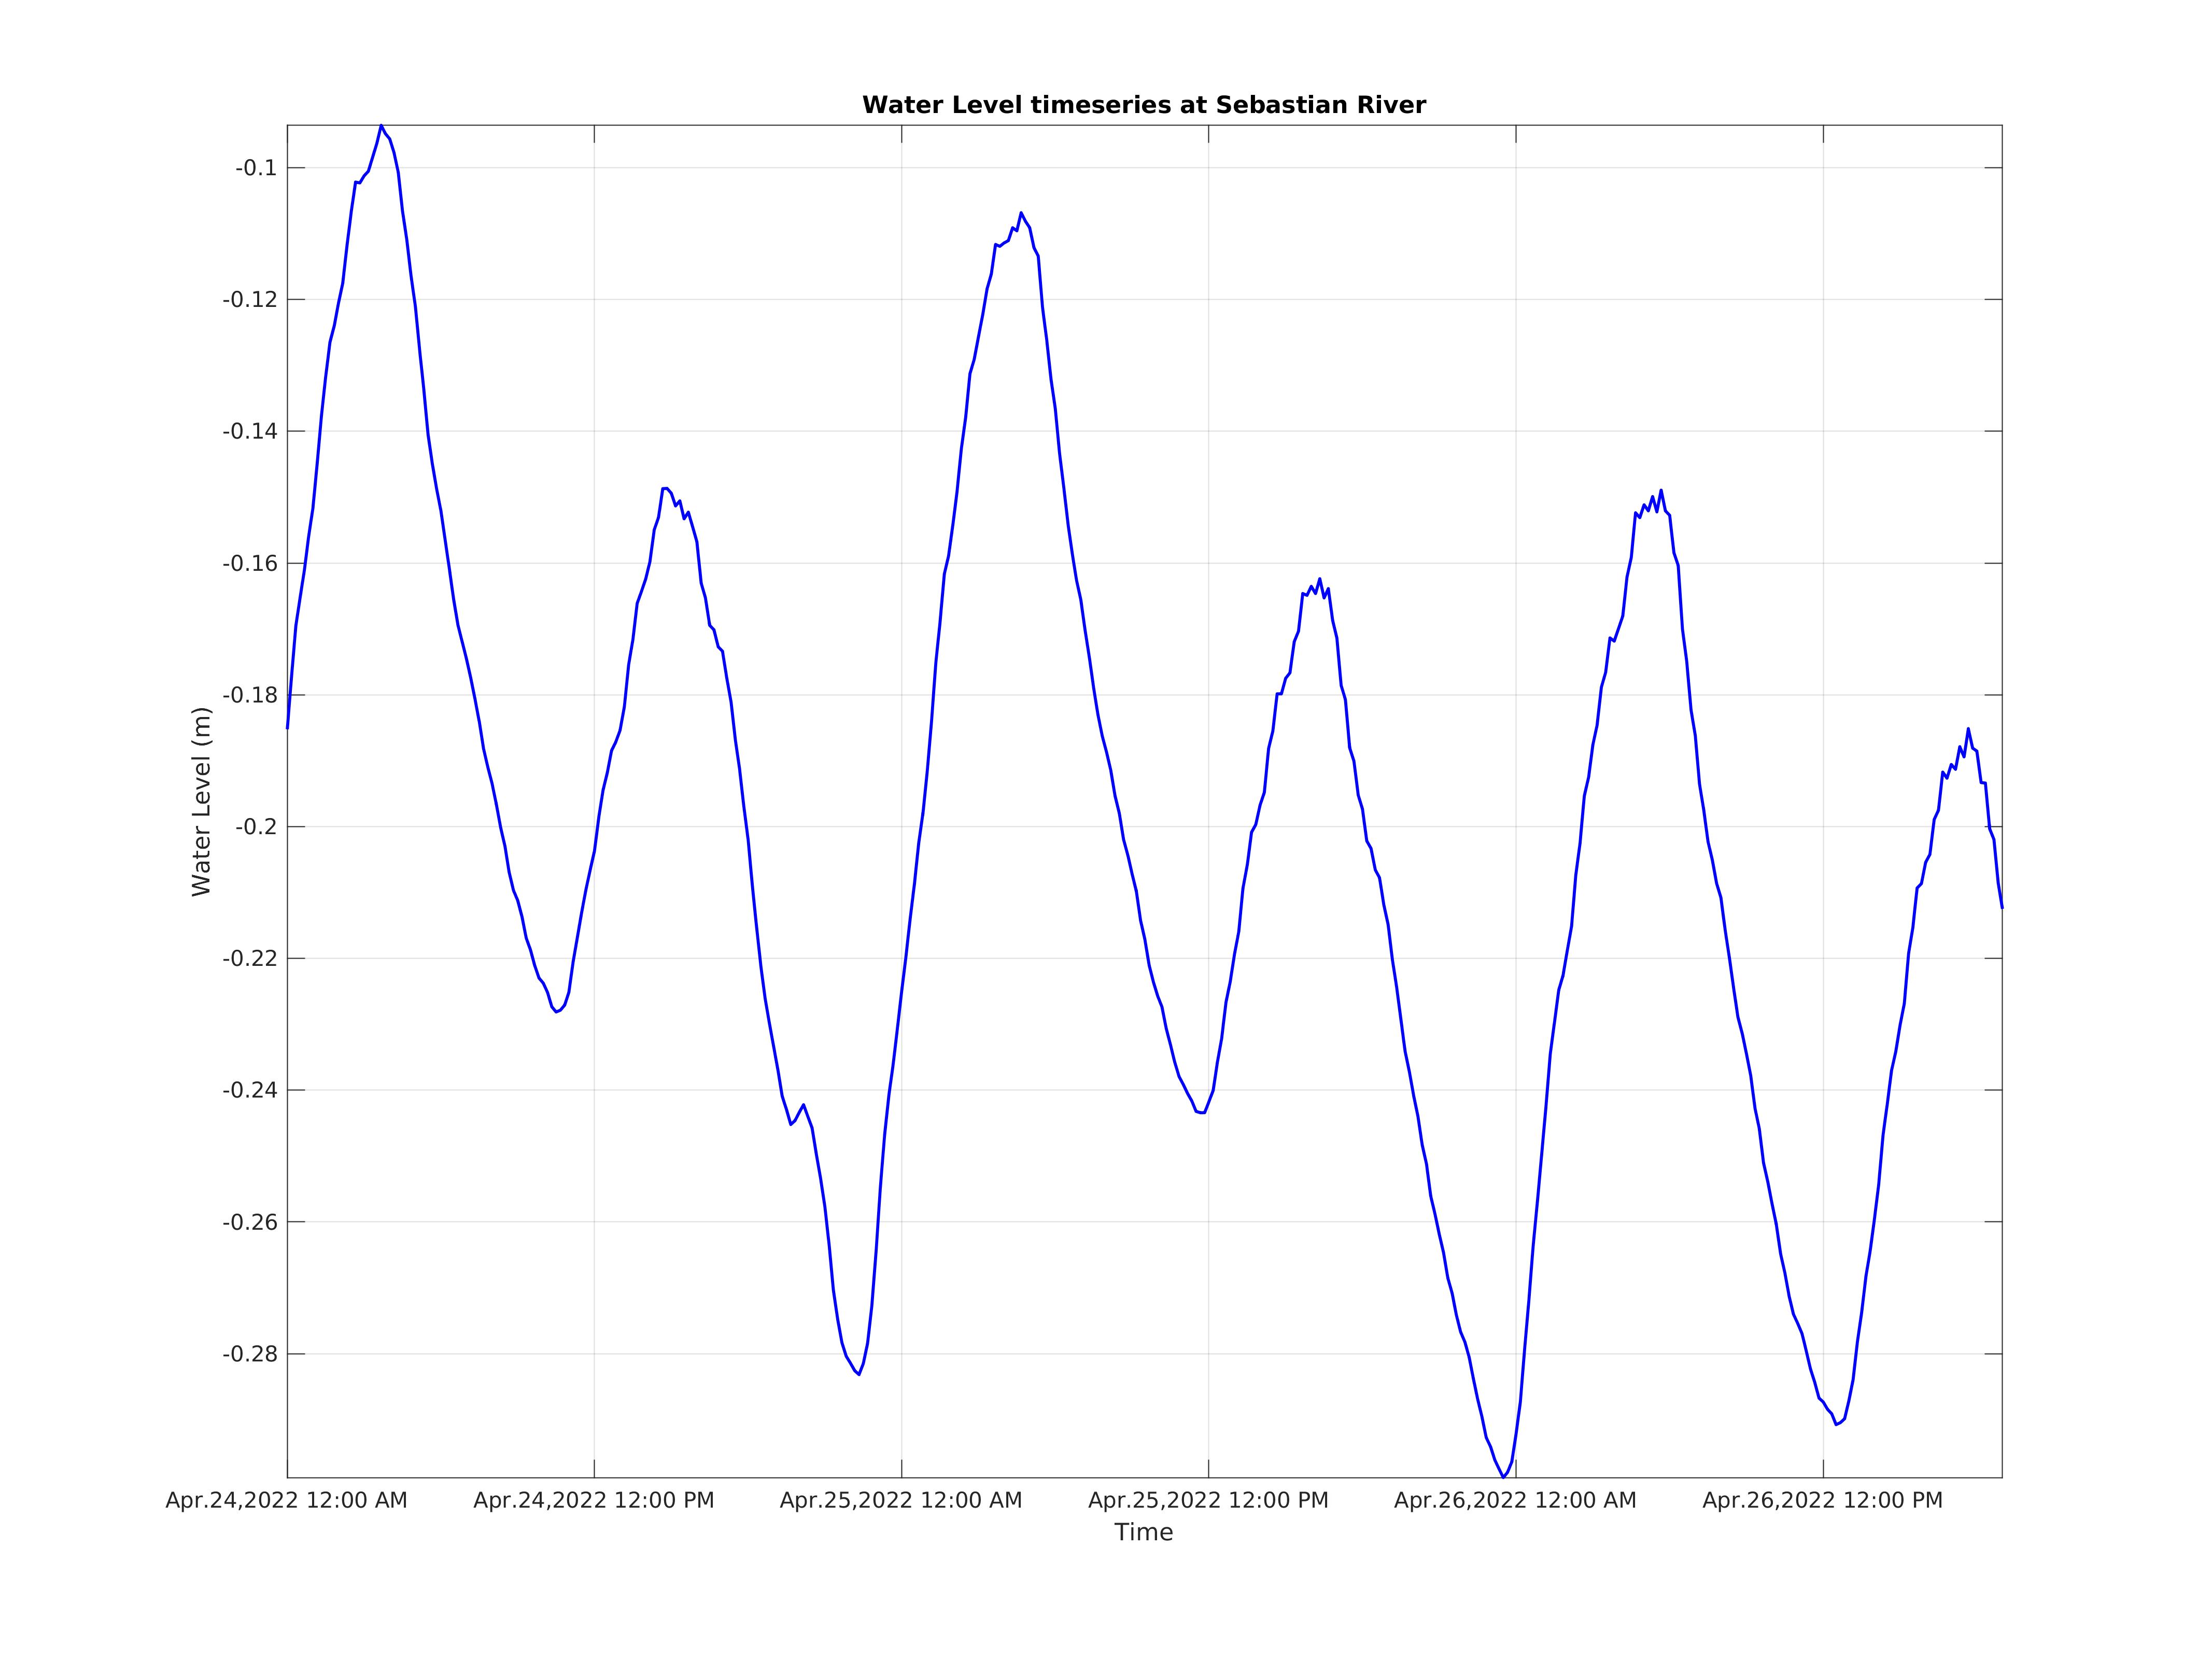 Water Level timeseries at Sebastian River
-0.1
-0.12
-0.14
-0.16
-0.18
-0.2
-0.22
-0.24
-0.26
-0.28
Water Level (m)
Apr.24,2022 12:00 AM Apr.24,2022 12:00 PM Apr.25,2022 12:00 AM Apr.25,2022 12:00 PM Apr.26,2022 12:00 AM Apr.26,2022 12:00 PM
Time